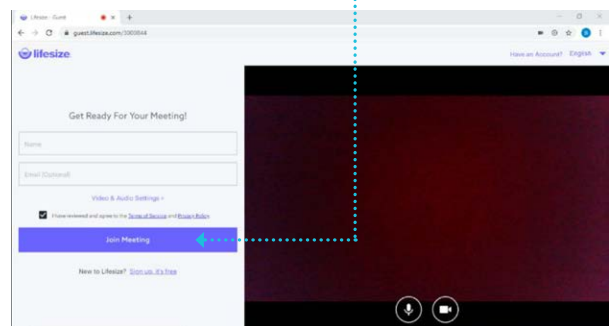 Lifesize - Guest
guest.lifesize.com/
lifesize
Have an Account? English
Get Ready For Your Meeting!
Name
Email (Optional)
Video & Audio Settings
I have reviewed and agree to the Terms of Service and Privacy Policy
Join Meeting
New to Lifesize? Sign up, it's free